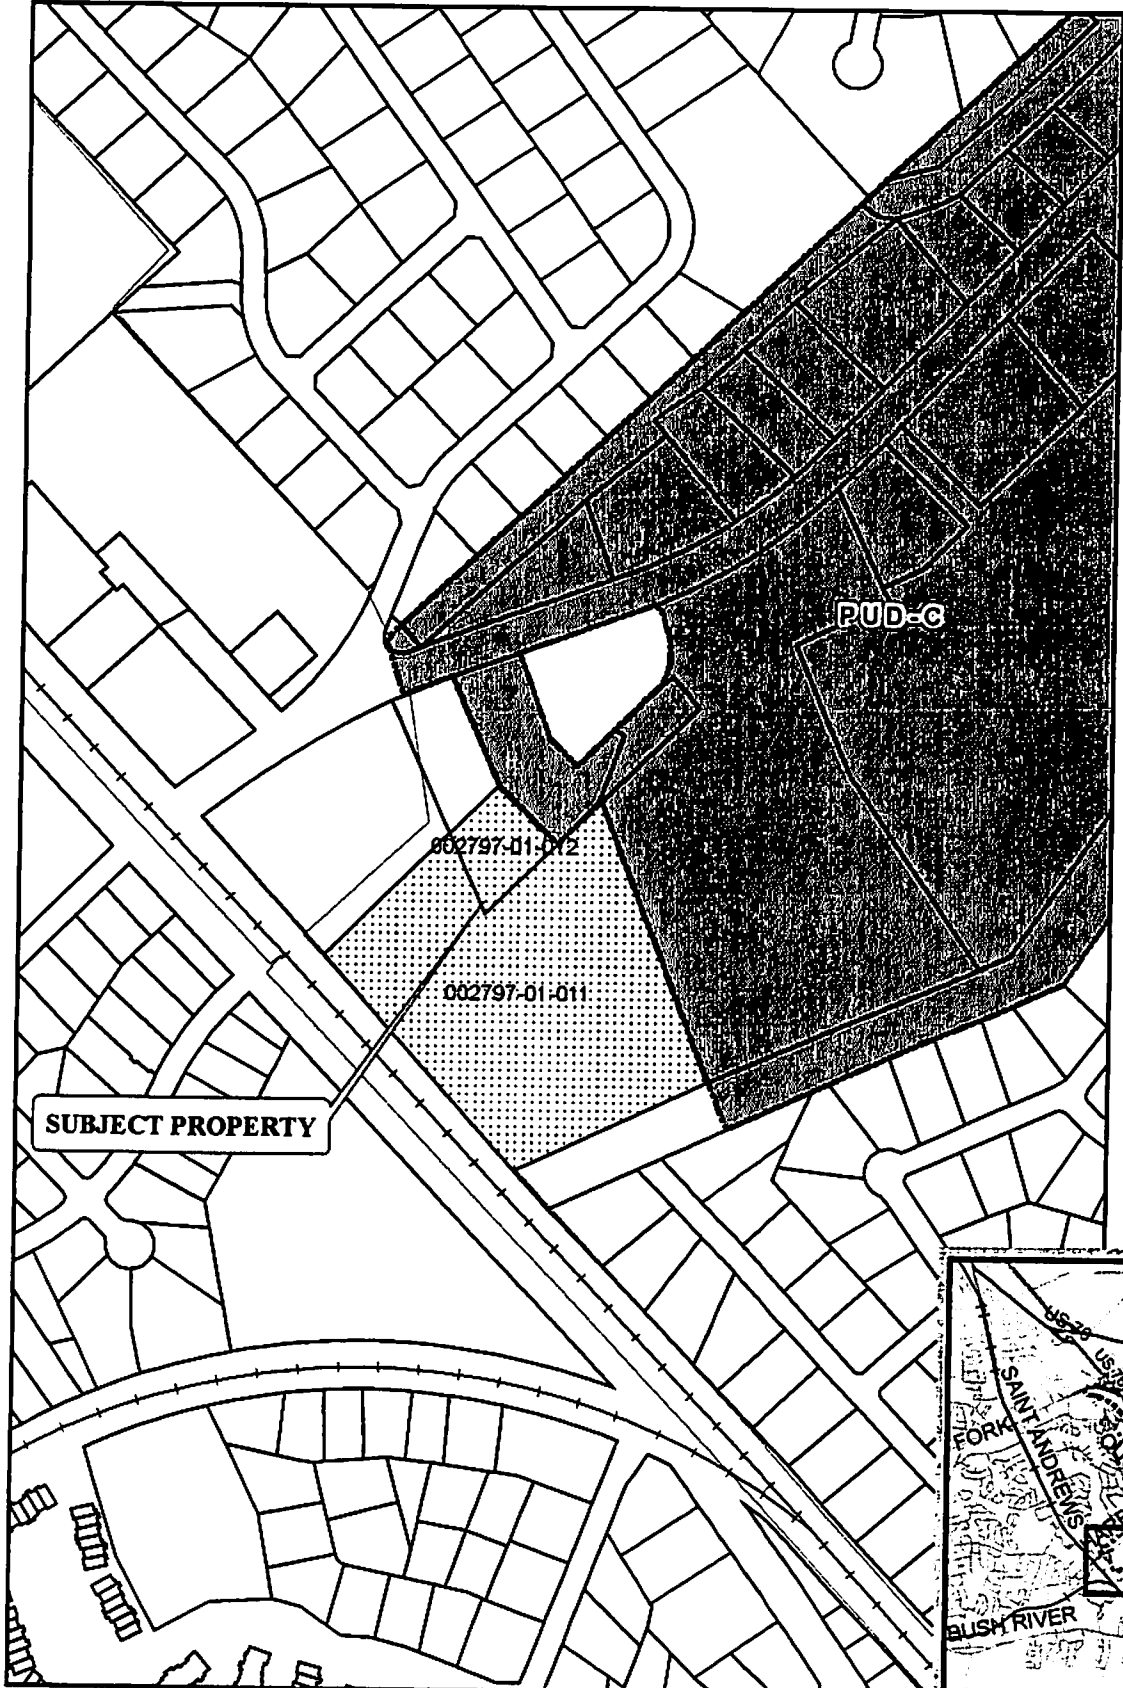 PUD-C
002797-01-012
002797-01-011
SUBJECT PROPERTY
SAINT ANDREWS
FORK
BUSH RIVER